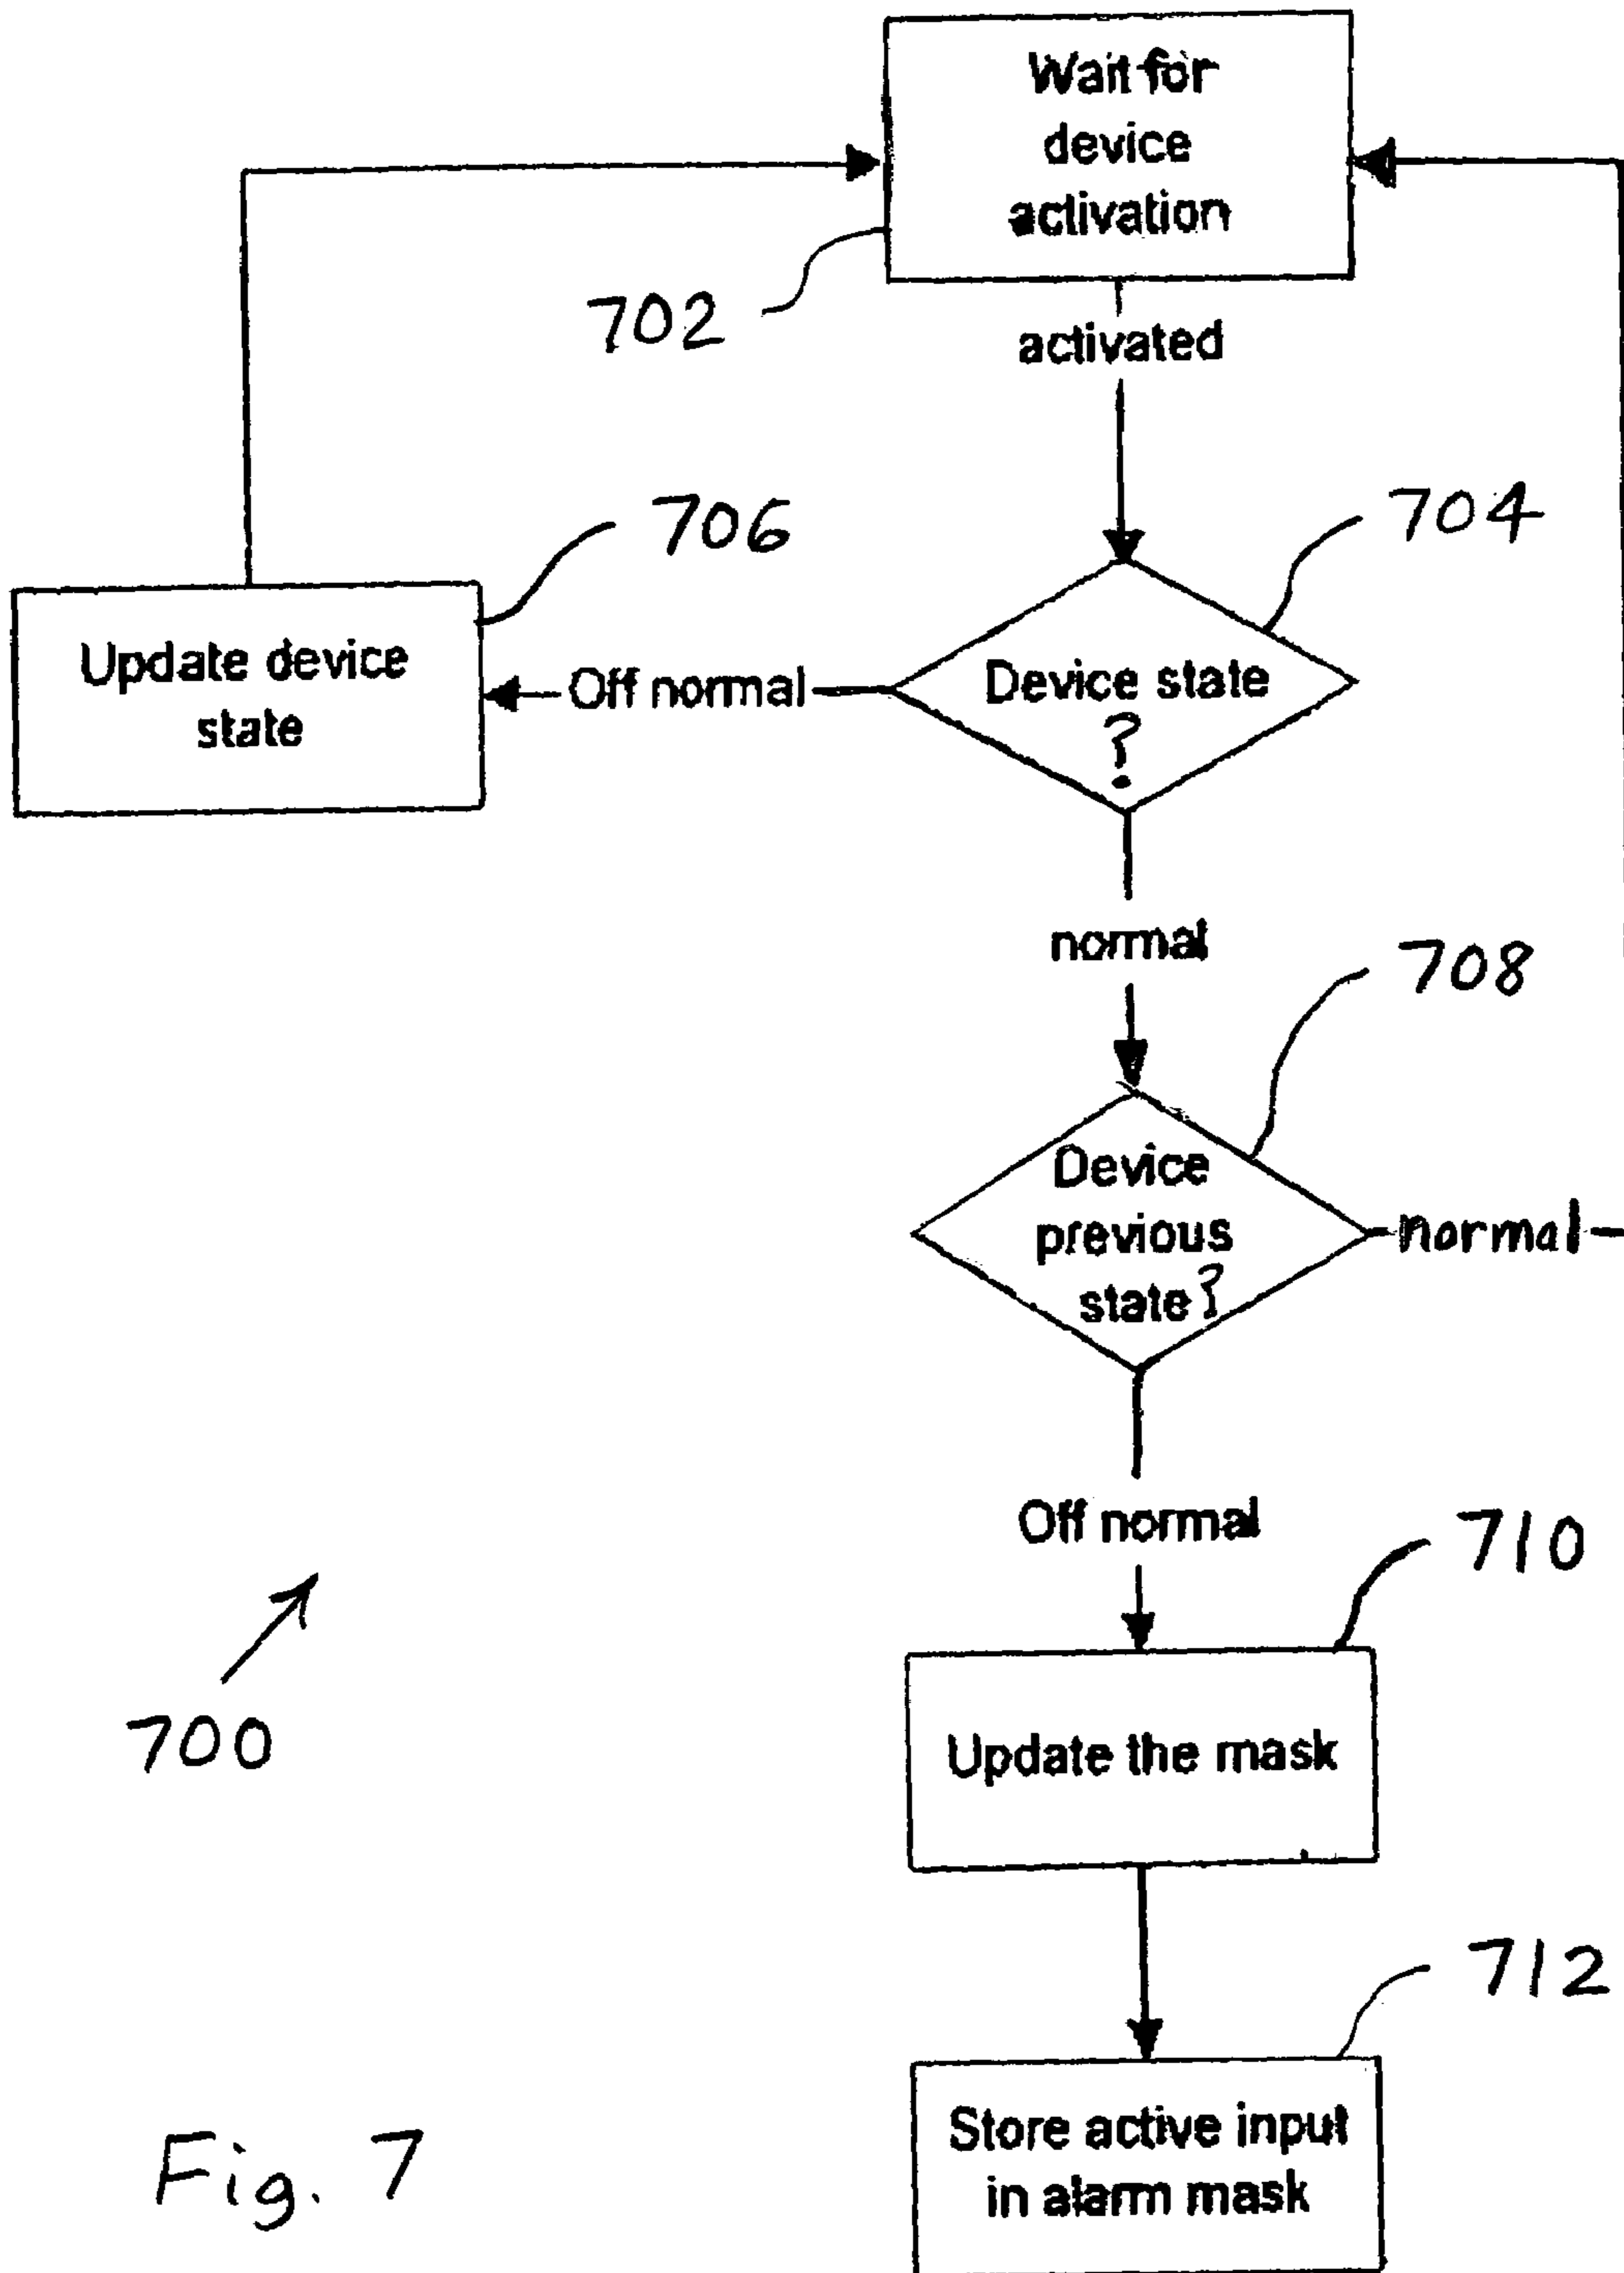 Wait for
device
activation
702
activated
706
704
Update device
state
Off normal
Device state
?
normal
708
Device
previous
state?
normal
Off normal
710
700
Update the mask
712
Store active input
in alarm mask
Fig. 7